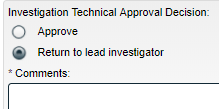 Investigation Technical Approval Decision:
Approve
Return to lead investigator
* Comments: